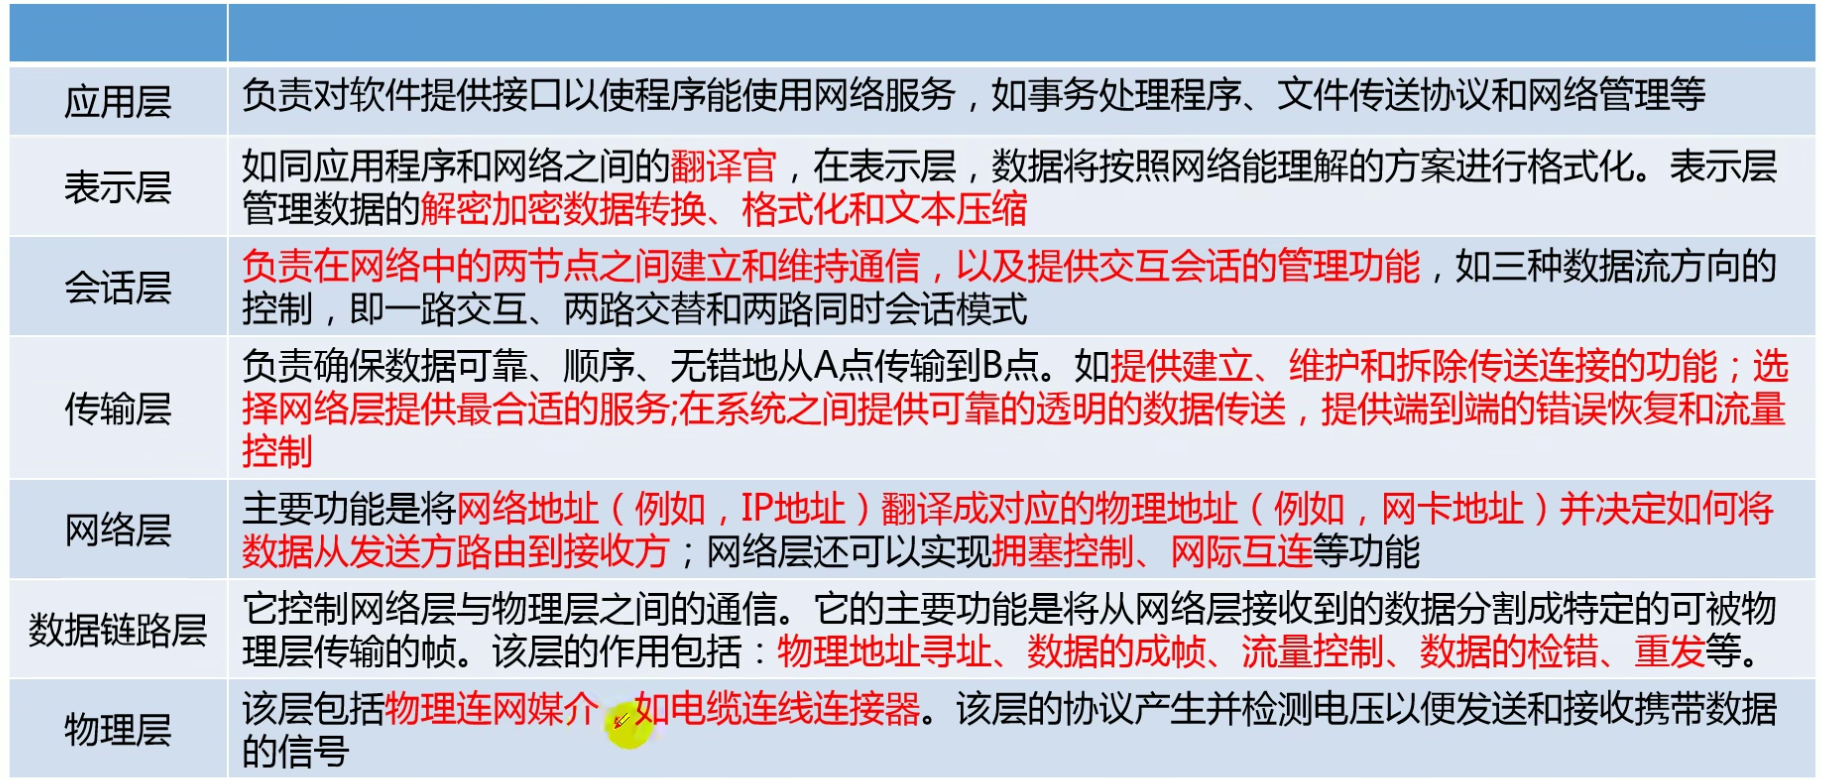 应用层
负责对软件提供接口以使程序能使用网络服务，如事务处理程序、文件传送协议和网络管理等
表示层
如同应用程序和网络之间的翻译官，在表示层，数据将按照网络能理解的方案进行格式化。表示层
管理数据的解密加密数据转换、格式化和文本压缩
会话层
负责在网络中的两节点之间建立和维持通信，以及提供交互会话的管理功能，如三种数据流方向的
控制，即一路交互、两路交替和两路同时会话模式
传输层
负责确保数据可靠、顺序、无错地从A点传输到B点。如提供建立、维护和拆除传送连接的功能；选
择网络层提供最合适的服务;在系统之间提供可靠的透明的数据传送，提供端到端的错误恢复和流量
控制
网络层
主要功能是将网络地址（例如，IP地址）翻译成对应的物理地址（例如，网卡地址）并决定如何将
数据从发送方路由到接收方；网络层还可以实现拥塞控制、网际互连等功能
数据链路层
它控制网络层与物理层之间的通信。它的主要功能是将从网络层接收到的数据分割成特定的可被物
理层传输的帧。该层的作用包括：物理地址寻址、数据的成帧、流量控制、数据的检错、重发等。
物理层
该层包括物理连网媒介，如电缆连线连接器。该层的协议产生并检测电压以便发送和接收携带数据
的信号